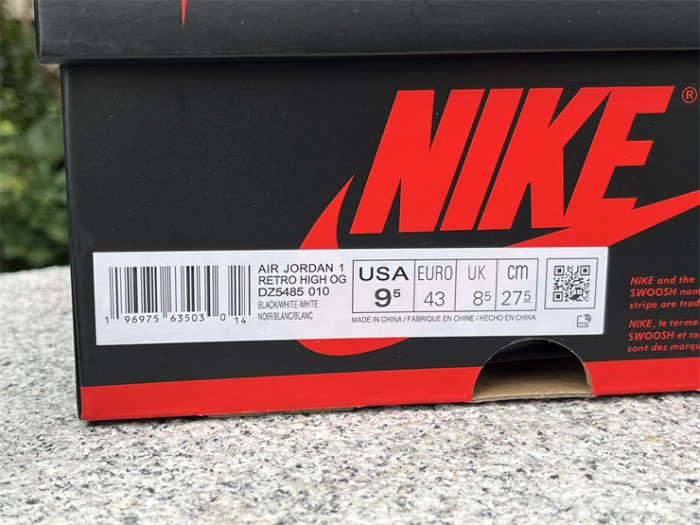 NIKE®
AIR JORDAN 1
RETRO HIGH OG
DZ5485 010
BLACK/WHITE-WHITE
NOIR/BLANC/BLANC
1 96975 63503 0 14
USA EURO UK cm
9⁵ 43 8⁵ 27⁵
MADE IN CHINA / FABRIQUE EN CHINE / HECHO EN CHINA
NIKE and the
SWOOSH nam
stripe are trad
NIKE, le terme
SWOOSH et so
sont des marqu